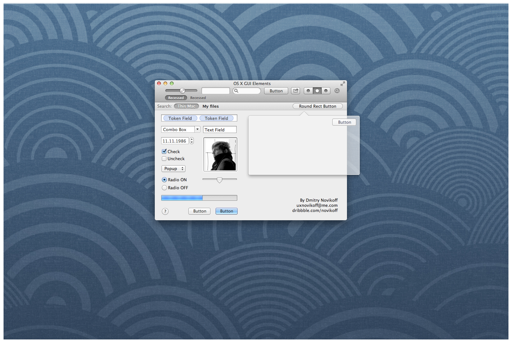 OS X GUI Elements
Button
Recessed Recessed
Search: This Mac My files
Round Rect Button
Token Field Token Field
Button
Combo Box Text Field
11.11.1986
Check
Uncheck
Popup
Radio ON
Radio OFF
By Dmitry Novikoff
uxnovikoff@me.com
dribbble.com/novikoff
? Button Button